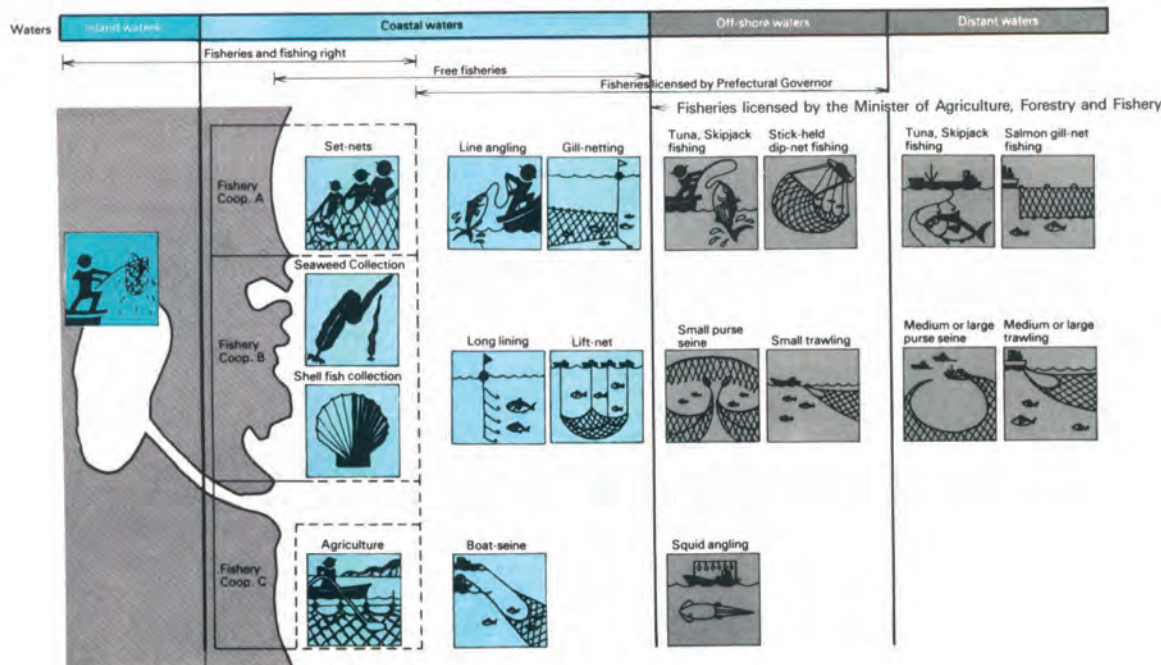 Waters
Inland waters
Coastal waters
Off-shore waters
Distant waters
Fisheries and fishing right
Free fisheries
Fisheries licensed by Prefectural Governor
Fisheries licensed by the Minister of Agriculture, Forestry and Fishery
Fishery
Coop. A
Set-nets
Line angling
Gill-netting
Tuna, Skipjack
fishing
Stick-held
dip-net fishing
Tuna, Skipjack
fishing
Salmon gill-net
fishing
Fishery
Coop. B
Seaweed Collection
Shell fish collection
Long lining
Lift-net
Small purse
seine
Small trawling
Medium or large
purse seine
Medium or large
trawling
Fishery
Coop. C
Agriculture
Boat-seine
Squid angling